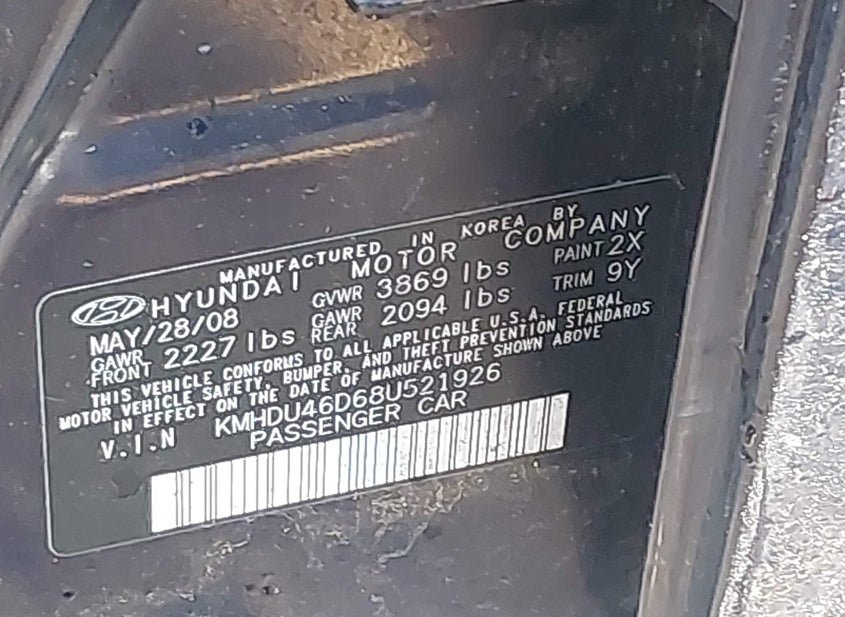 MANUFACTURED IN KOREA BY
HYUNDAI MOTOR COMPANY
MAY/28/08 GVWR 3869 lbs PAINT 2X
GAWR FRONT 2227 lbs GAWR REAR 2094 lbs TRIM 9Y
THIS VEHICLE CONFORMS TO ALL APPLICABLE U.S.A. FEDERAL
MOTOR VEHICLE SAFETY, BUMPER, AND THEFT PREVENTION STANDARDS
IN EFFECT ON THE DATE OF MANUFACTURE SHOWN ABOVE
V.I.N KMHDU46D68U521926
PASSENGER CAR